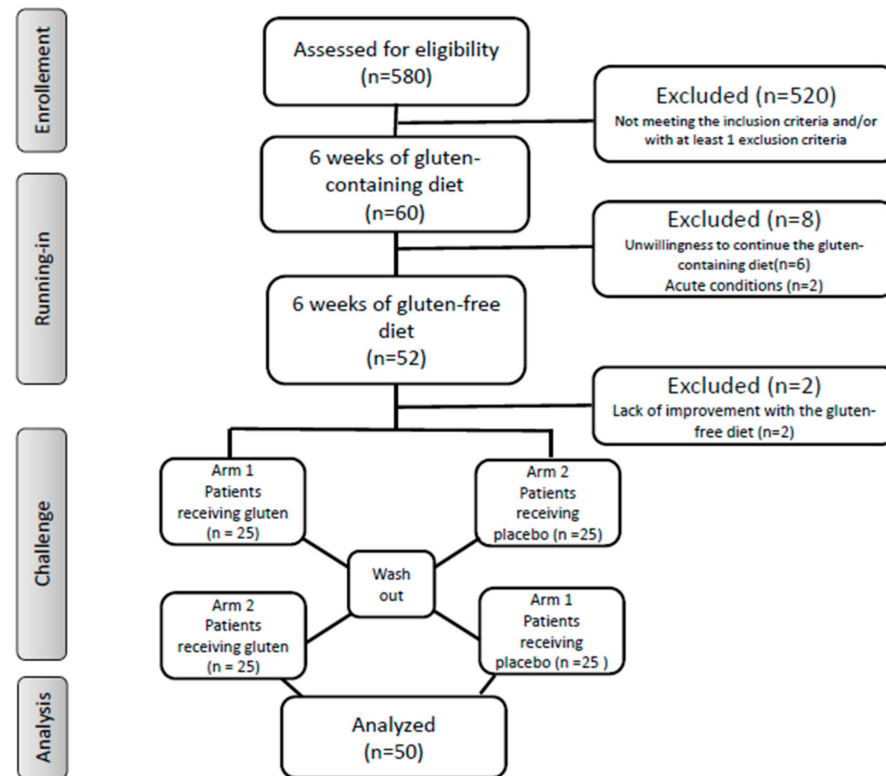 Enrollement
Assessed for eligibility
(n=580)
Excluded (n=520)
Not meeting the inclusion criteria and/or
with at least 1 exclusion criteria
6 weeks of gluten-
containing diet
(n=60)
Running-in
Excluded (n=8)
Unwillingness to continue the gluten-
containing diet(n=6)
Acute conditions (n=2)
6 weeks of gluten-free
diet
(n=52)
Excluded (n=2)
Lack of improvement with the gluten-
free diet (n=2)
Challenge
Arm 1
Patients
receiving gluten
(n = 25)
Arm 2
Patients
receiving
placebo (n =25)
Wash
out
Arm 2
Patients
receiving gluten
(n = 25)
Arm 1
Patients
receiving
placebo (n =25 )
Analysis
Analyzed
(n=50)